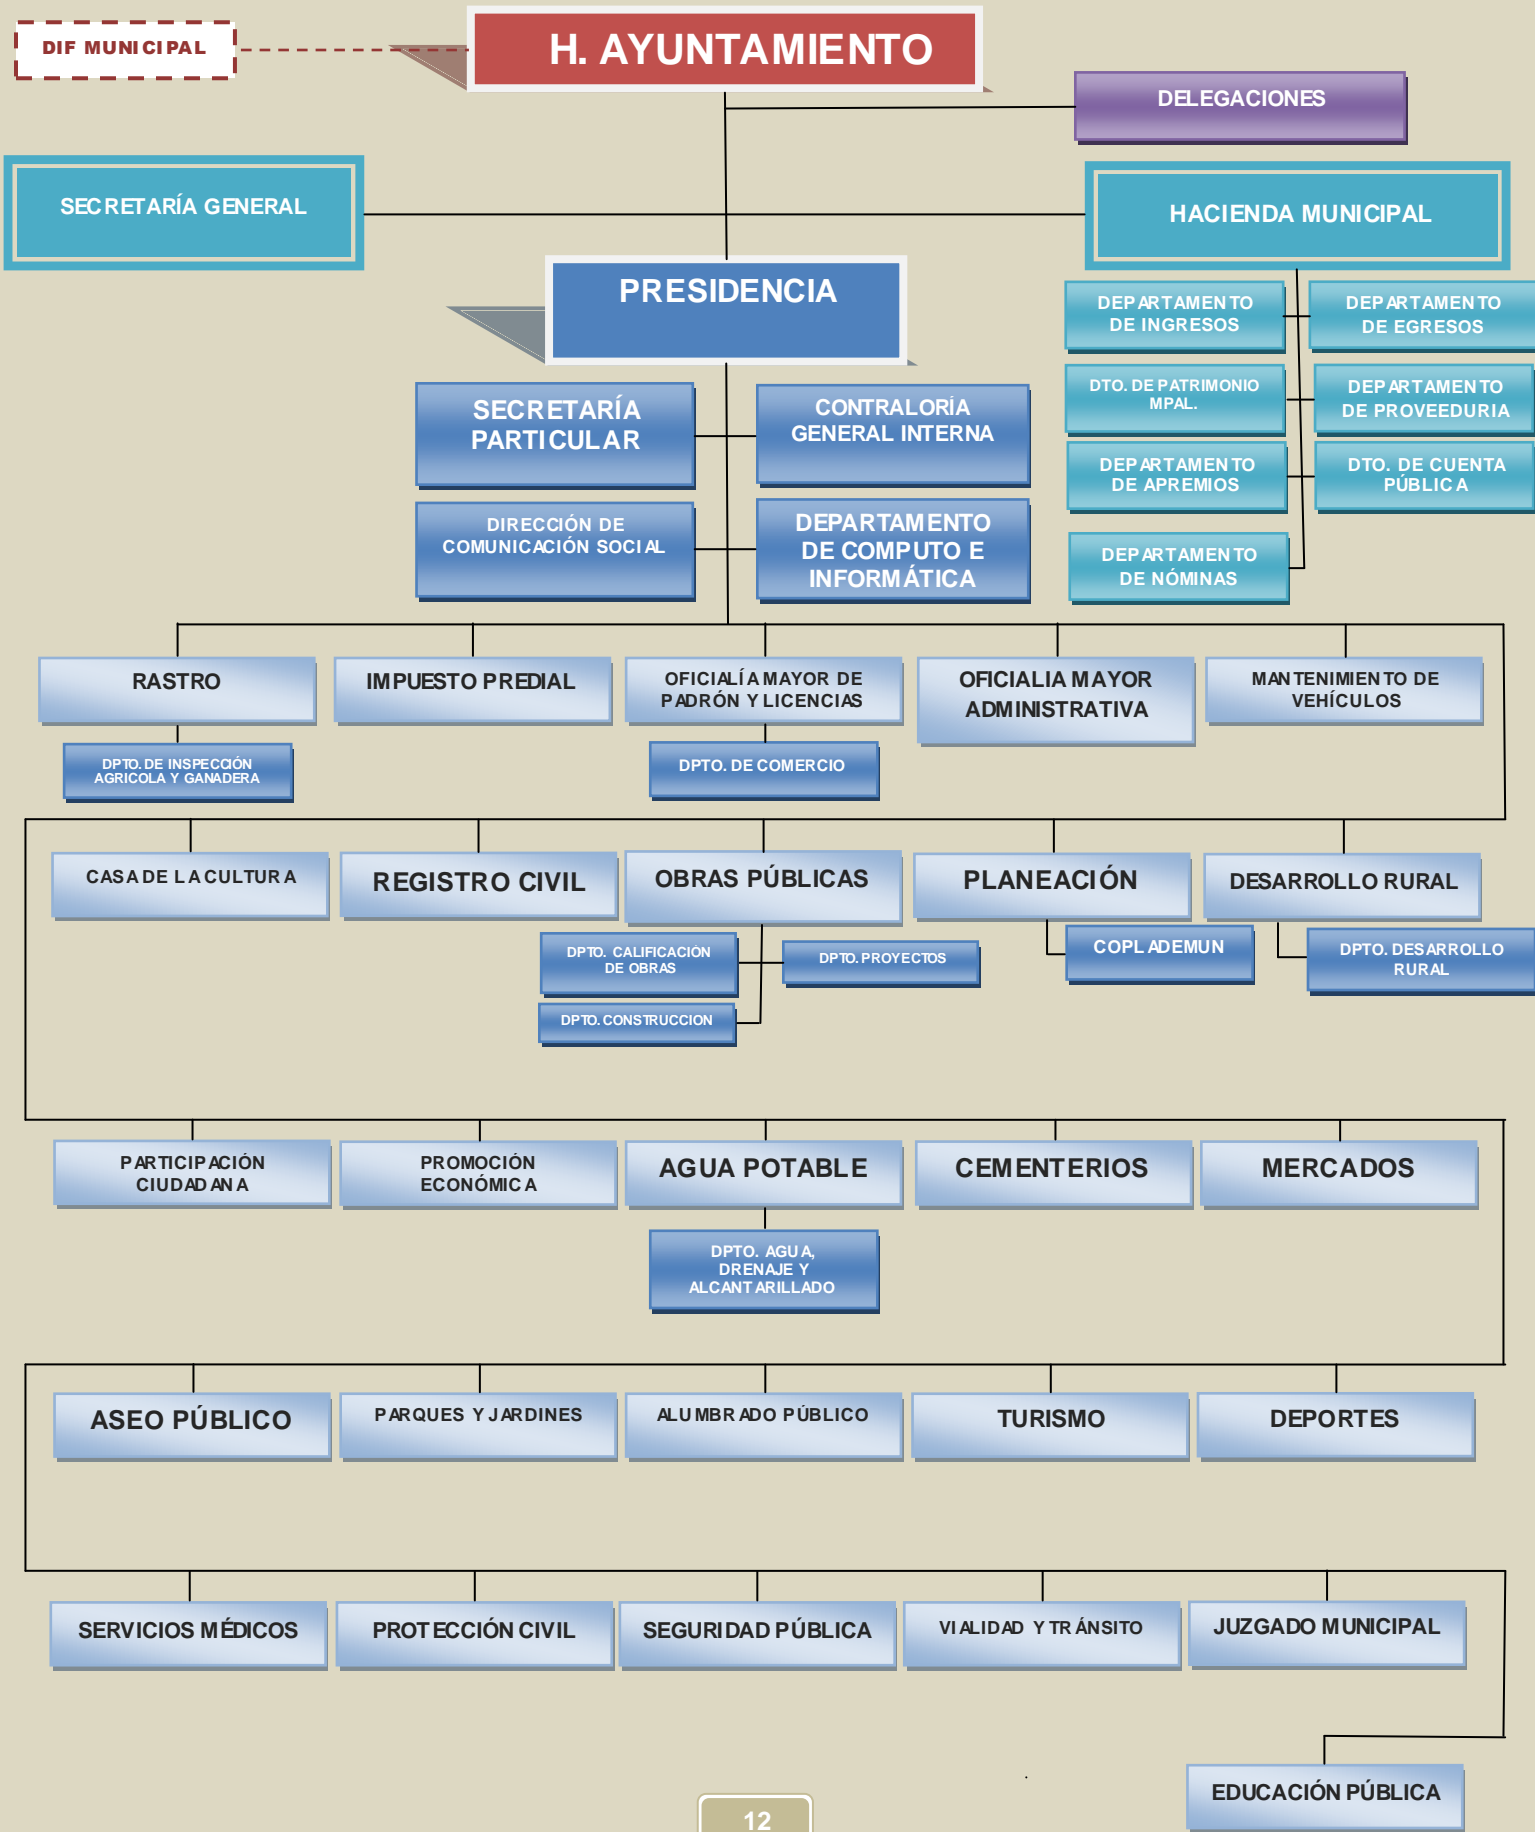 DIF MUNICIPAL
H. AYUNTAMIENTO
DELEGACIONES
SECRETARÍA GENERAL
HACIENDA MUNICIPAL
PRESIDENCIA
DEPARTAMENTO
DE INGRESOS
DEPARTAMENTO
DE EGRESOS
DTO. DE PATRIMONIO
MPAL.
DEPARTAMENTO
DE PROVEEDURIA
DEPARTAMENTO
DE APREMIOS
DTO. DE CUENTA
PÚBLICA
DEPARTAMENTO
DE NÓMINAS
SECRETARÍA
PARTICULAR
CONTRALORÍA
GENERAL INTERNA
DIRECCIÓN DE
COMUNICACIÓN SOCIAL
DEPARTAMENTO
DE COMPUTO E
INFORMÁTICA
RASTRO
IMPUESTO PREDIAL
OFICIALÍA MAYOR DE
PADRÓN Y LICENCIAS
OFICIALIA MAYOR
ADMINISTRATIVA
MANTENIMIENTO DE
VEHÍCULOS
DPTO. DE INSPECCIÓN
AGRICOLA Y GANADERA
DPTO. DE COMERCIO
CASA DE LA CULTURA
REGISTRO CIVIL
OBRAS PÚBLICAS
PLANEACIÓN
DESARROLLO RURAL
DPTO. CALIFICACIÓN
DE OBRAS
DPTO. PROYECTOS
COPLADEMUN
DPTO. DESARROLLO
RURAL
DPTO. CONSTRUCCION
PARTICIPACIÓN
CIUDADANA
PROMOCIÓN
ECONÓMICA
AGUA POTABLE
CEMENTERIOS
MERCADOS
DPTO. AGUA,
DRENAJE Y
ALCANTARILLADO
ASEO PÚBLICO
PARQUES Y JARDINES
ALUMBRADO PÚBLICO
TURISMO
DEPORTES
SERVICIOS MÉDICOS
PROTECCIÓN CIVIL
SEGURIDAD PÚBLICA
VIALIDAD Y TRÁNSITO
JUZGADO MUNICIPAL
EDUCACIÓN PÚBLICA
12